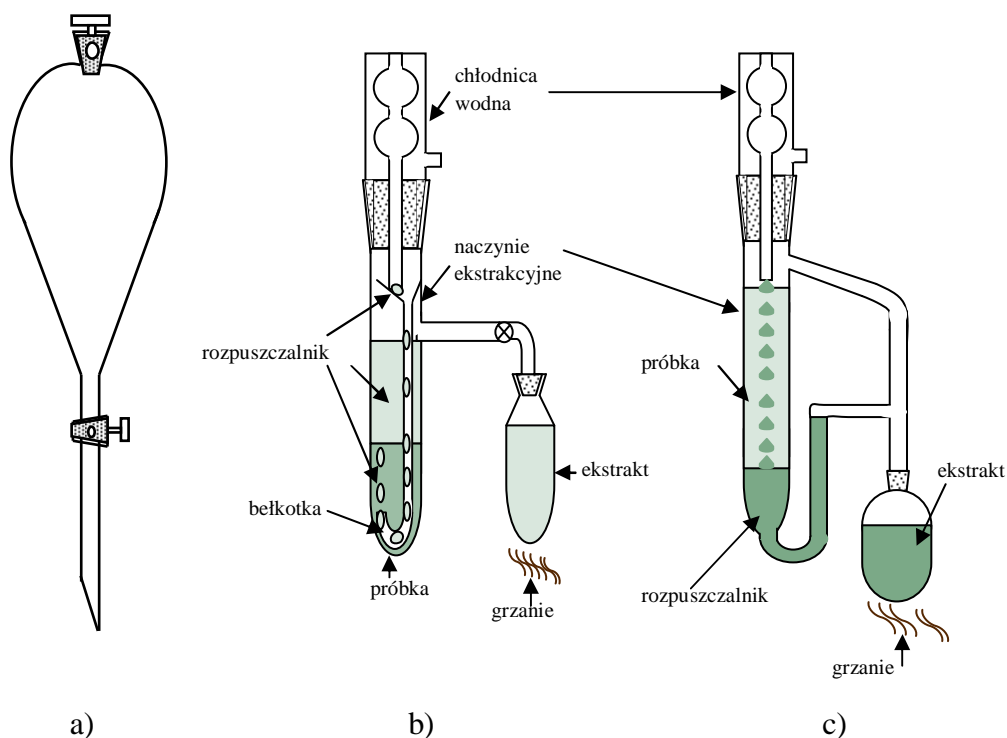 chłodnica
wodna
naczynie
ekstrakcyjne
rozpuszczalnik
próbka
bełkotka
ekstrakt
ekstrakt
próbka
rozpuszczalnik
grzanie
grzanie
a)
b)
c)